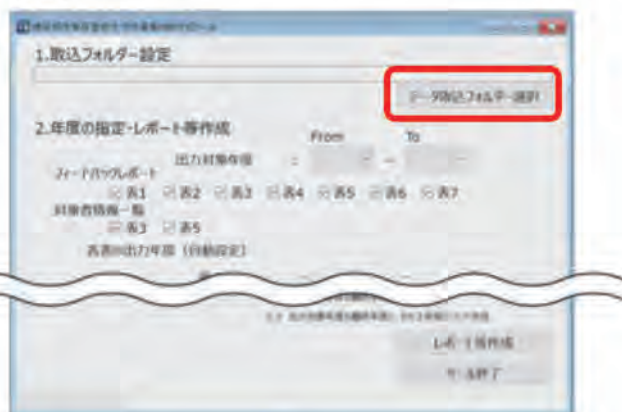 1.取込フォルダー設定
データ取込フォルダー選択
2.年度の指定・レポート等作成
From To
出力対象年度 : ~
フィードバックレポート
表1 表2 表3 表4 表5 表6 表7
対象者情報一覧
表3 表5
各表の出力年度(自動設定)
レポート等作成
ツール終了